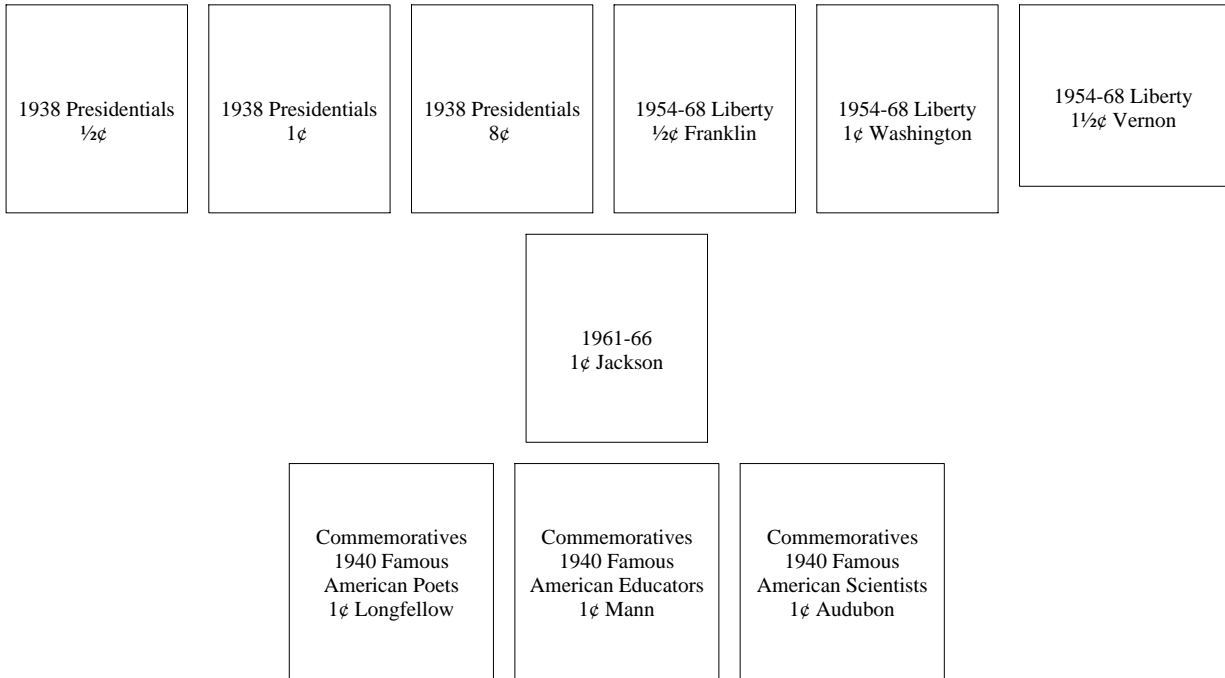 1938 Presidentials
½¢
1938 Presidentials
1¢
1938 Presidentials
8¢
1954-68 Liberty
½¢ Franklin
1954-68 Liberty
1¢ Washington
1954-68 Liberty
1½¢ Vernon
1961-66
1¢ Jackson
Commemoratives
1940 Famous
American Poets
1¢ Longfellow
Commemoratives
1940 Famous
American Educators
1¢ Mann
Commemoratives
1940 Famous
American Scientists
1¢ Audubon